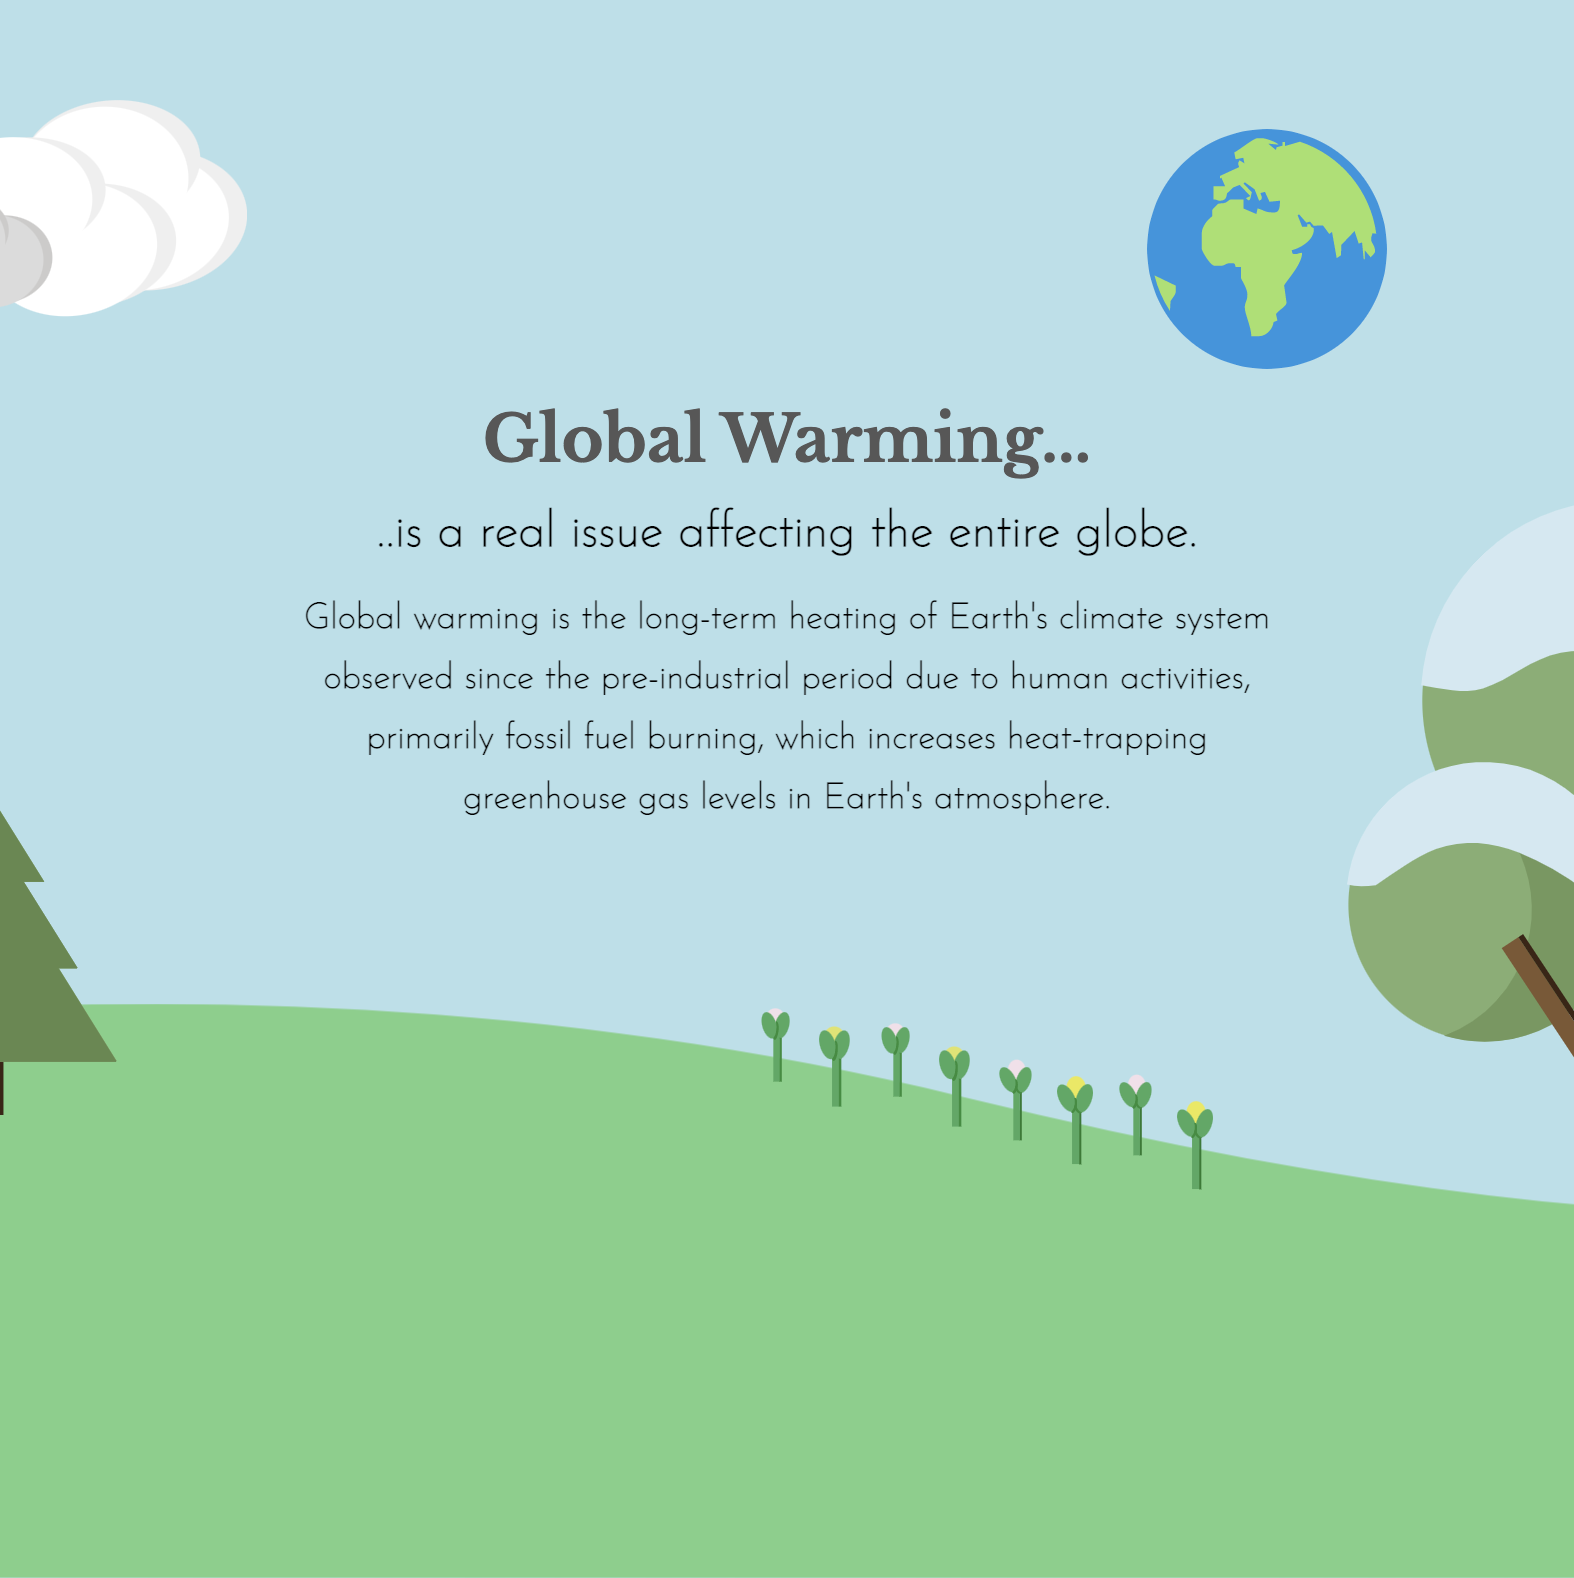 Global Warming...
..is a real issue affecting the entire globe.
Global warming is the long-term heating of Earth's climate system
observed since the pre-industrial period due to human activities,
primarily fossil fuel burning, which increases heat-trapping
greenhouse gas levels in Earth's atmosphere.